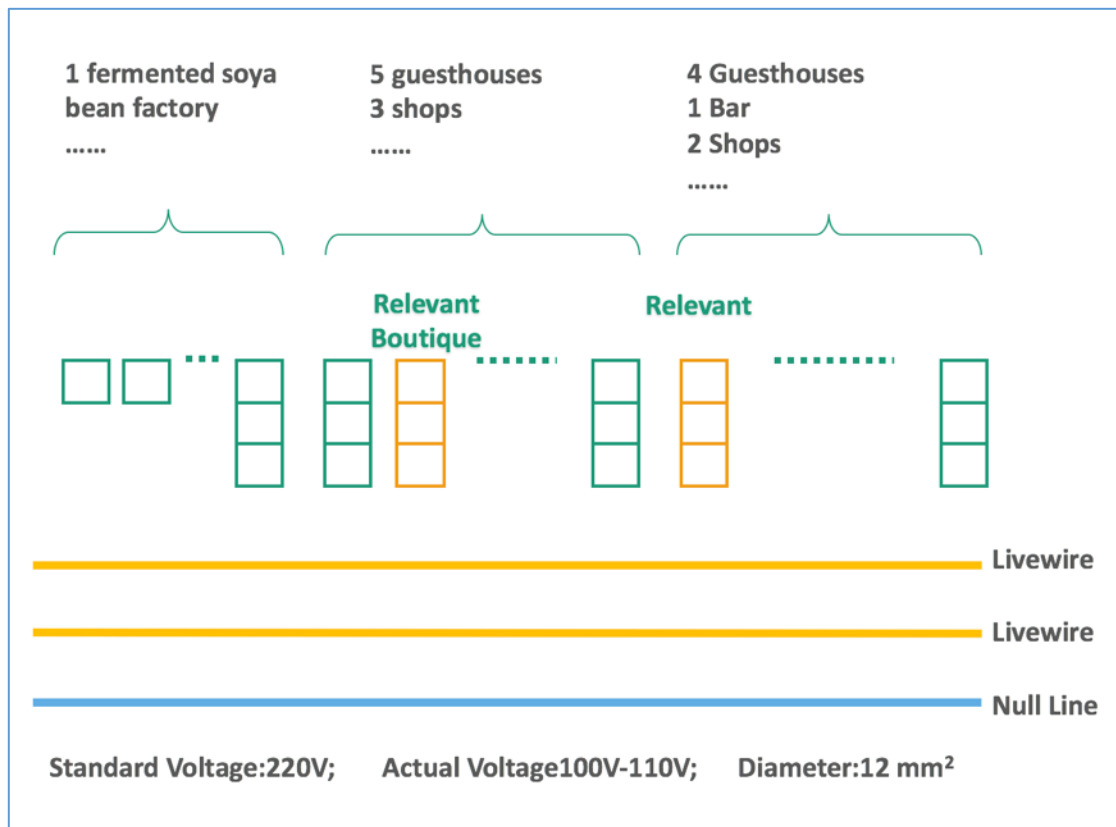 1 fermented soya
bean factory
......
5 guesthouses
3 shops
......
4 Guesthouses
1 Bar
2 Shops
......
Relevant
Boutique
Relevant
Livewire
Livewire
Null Line
Standard Voltage:220V; Actual Voltage100V-110V; Diameter:12 mm²